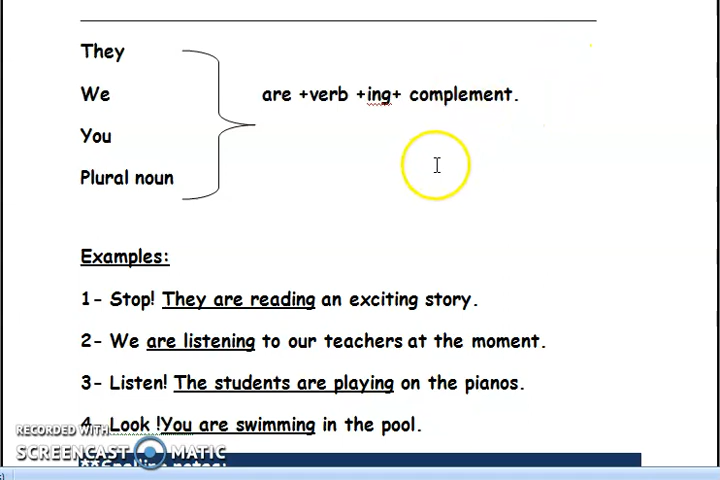 They
We
are +verb +ing+ complement.
You
Plural noun
Examples:
1- Stop! They are reading an exciting story.
2- We are listening to our teachers at the moment.
3- Listen! The students are playing on the pianos.
4- Look !You are swimming in the pool.
RECORDED WITH
SCREENCAST MATIC
**Spelling notes: